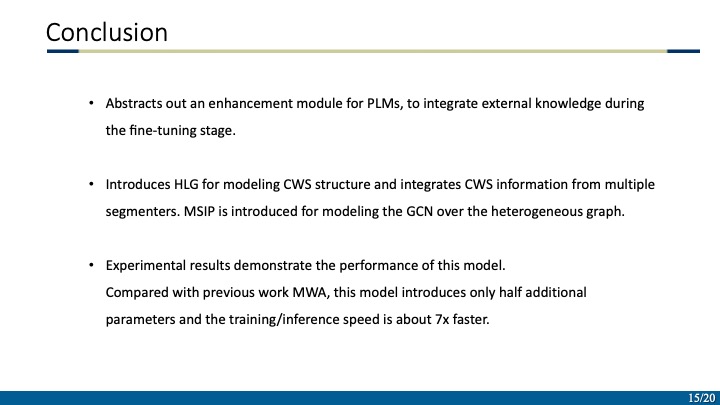 Conclusion
• Abstracts out an enhancement module for PLMs, to integrate external knowledge during
the fine-tuning stage.
• Introduces HLG for modeling CWS structure and integrates CWS information from multiple
segmenters. MSIP is introduced for modeling the GCN over the heterogeneous graph.
• Experimental results demonstrate the performance of this model.
Compared with previous work MWA, this model introduces only half additional
parameters and the training/inference speed is about 7x faster.
15/20